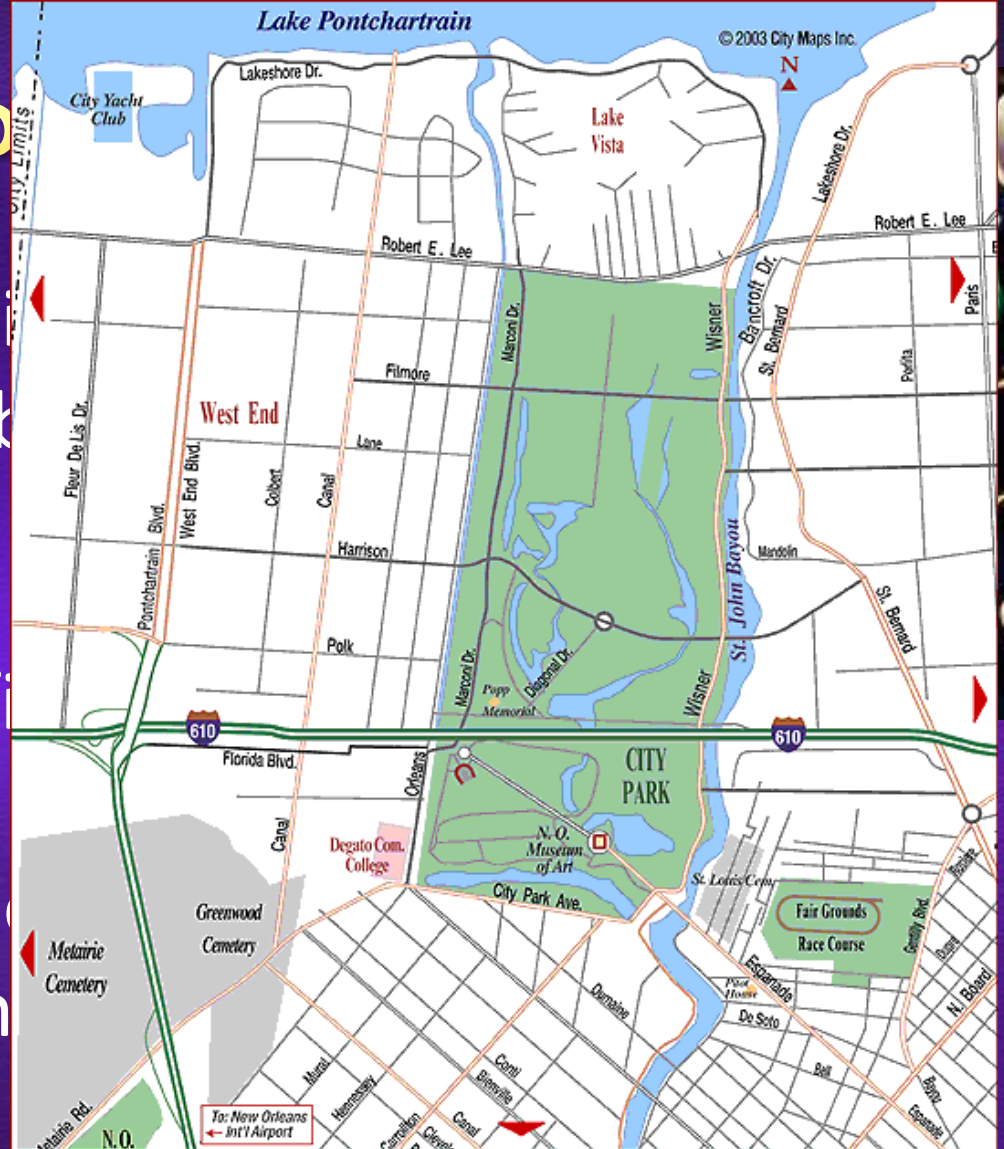 Lake Pontchartrain
© 2003 City Maps Inc.
N
Lakeshore Dr.
City Yacht
Club
City Limits
Lake
Vista
Lakeshore Dr.
Robert E. Lee
Robert E. Lee
Bancroft Dr.
Paris
Marconi Dr.
Wisner
St. Bernard
Filmore
West End
Fleur De Lis Dr.
Lane
West End Blvd.
Colbert
Canal
Pontchartrain Blvd.
Harrison
St. John Bayou
Mandolin
St. Bernard
Polk
Marconi Dr.
Diagonal Dr.
Popp
Memorial
Wisner
610
610
Florida Blvd.
Orleans
CITY
PARK
Canal
Degato Com.
College
N. O.
Museum
of Art
St. Louis Cem.
City Park Ave.
Fair Grounds
Race Course
Gentilly Blvd.
Greenwood
Cemetery
Metairie
Cemetery
Esplanade
House
De Soto
Dumaine
N. Board
Bell
Mural
Hennessey
Conti
Bienville
Canal
Carrollton
Esplanade
Metairie Rd.
N. O.
To: New Orleans
← Int'l Airport